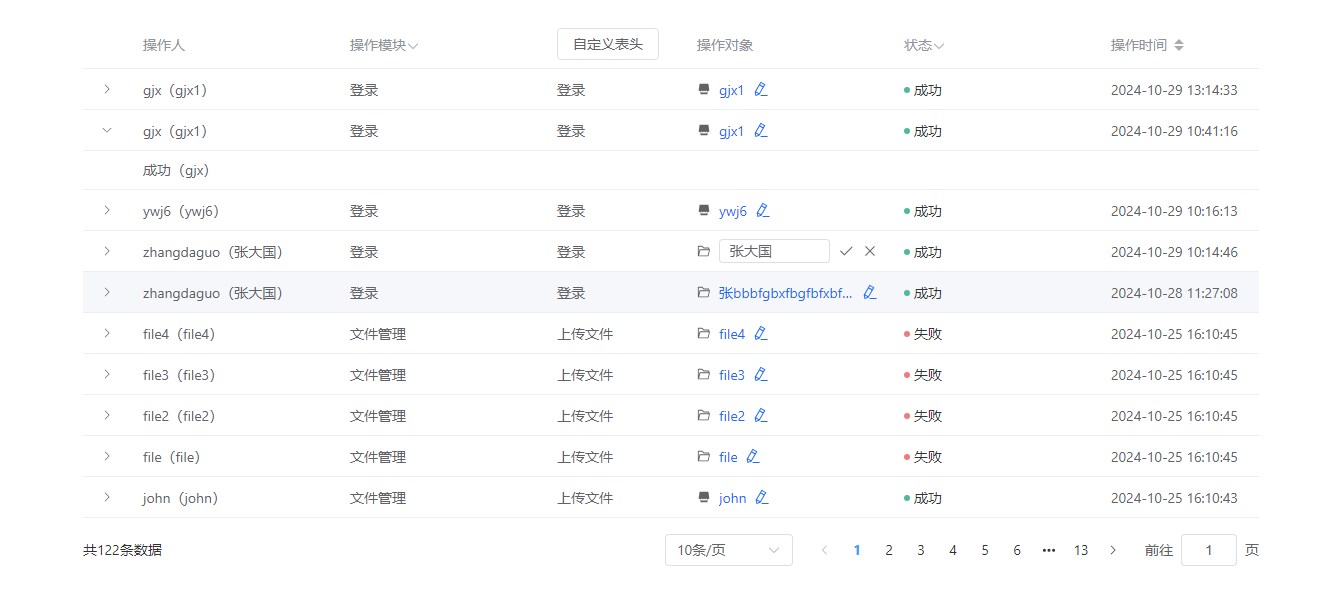 操作人 操作模块 自定义表头 操作对象 状态 操作时间
gjx（gjx1） 登录 登录 gjx1 成功 2024-10-29 13:14:33
gjx（gjx1） 登录 登录 gjx1 成功 2024-10-29 10:41:16
成功（gjx）
ywj6（ywj6） 登录 登录 ywj6 成功 2024-10-29 10:16:13
zhangdaguo（张大国） 登录 登录 张大国 成功 2024-10-29 10:14:46
zhangdaguo（张大国） 登录 登录 张bbbfgbxfbgfbfxbf... 成功 2024-10-28 11:27:08
file4（file4） 文件管理 上传文件 file4 失败 2024-10-25 16:10:45
file3（file3） 文件管理 上传文件 file3 失败 2024-10-25 16:10:45
file2（file2） 文件管理 上传文件 file2 失败 2024-10-25 16:10:45
file（file） 文件管理 上传文件 file 失败 2024-10-25 16:10:45
john（john） 文件管理 上传文件 john 成功 2024-10-25 16:10:43
共122条数据 10条/页 1 2 3 4 5 6 ••• 13 前往 1 页